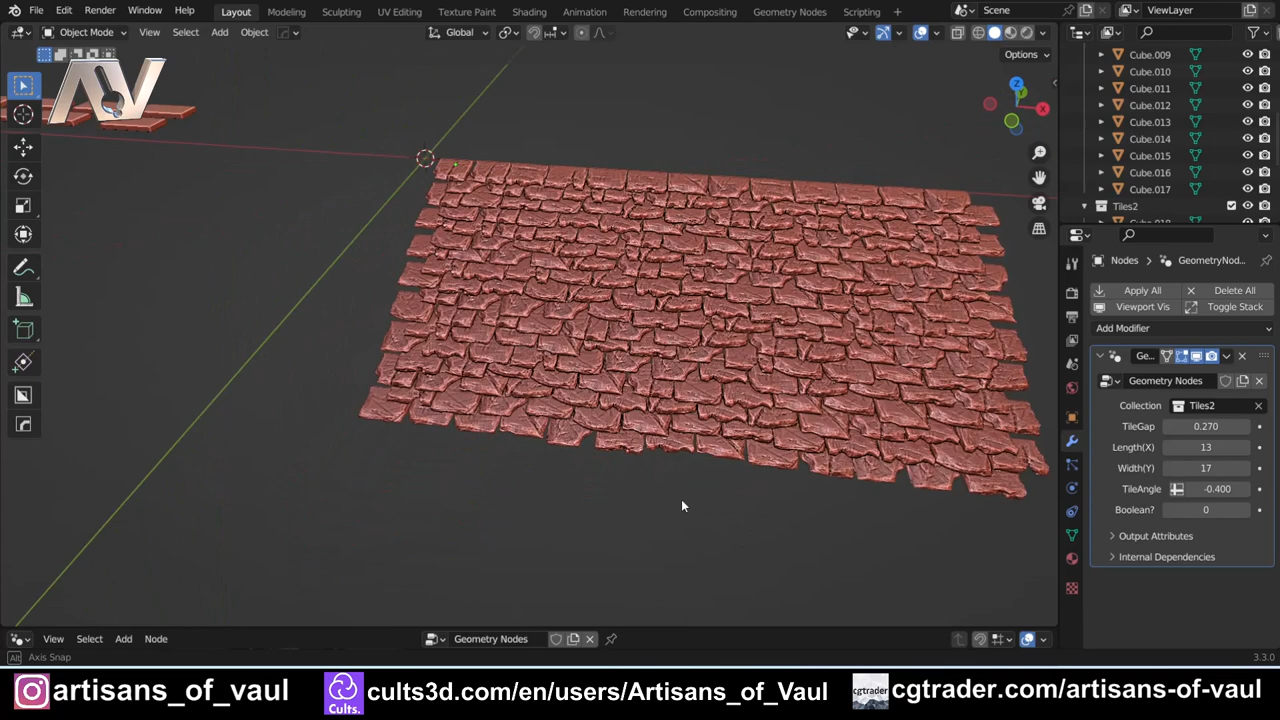 File Edit Render Window Help Layout Modeling Sculpting UV Editing Texture Paint Shading Animation Rendering Compositing Geometry Nodes Scripting Scene ViewLayer
Object Mode View Select Add Object Global
Options
AV
X
Y
Z
Cube.009
Cube.010
Cube.011
Cube.012
Cube.013
Cube.014
Cube.015
Cube.016
Cube.017
Tiles2
Nodes > GeometryNod...
Apply All Delete All
Viewport Vis Toggle Stack
Add Modifier
Ge...
Geometry Nodes
Collection Tiles2
TileGap 0.270
Length(X) 13
Width(Y) 17
TileAngle -0.400
Boolean? 0
Output Attributes
Internal Dependencies
View Select Add Node Geometry Nodes
Alt Axis Snap 3.3.0
artisans_of_vaul Cults. cults3d.com/en/users/Artisans_of_Vaul cgtrader cgtrader.com/artisans-of-vaul